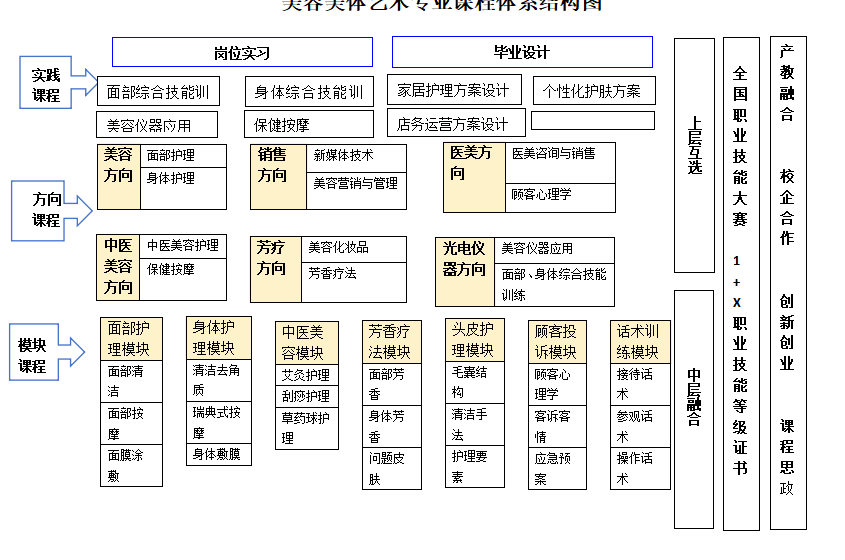 美容美体艺术专业课程体系结构图
岗位实习
毕业设计
实践
课程
面部综合技能训
身体综合技能训
家居护理方案设计
个性化护肤方案
美容仪器应用
保健按摩
店务运营方案设计
方向
课程
美容
方向
面部护理
身体护理
销售
方向
新媒体技术
美容营销与管理
医美方
向
医美咨询与销售
顾客心理学
中医
美容
方向
中医美容护理
保健按摩
芳疗
方向
美容化妆品
芳香疗法
光电仪
器方向
美容仪器应用
面部、身体综合技能
训练
模块
课程
面部护
理模块
面部清
洁
面部按
摩
面膜涂
敷
身体护
理模块
清洁去角
质
瑞典式按
摩
身体敷膜
中医美
容模块
艾灸护理
刮痧护理
草药球护
理
芳香疗
法模块
面部芳
香
身体芳
香
问题皮
肤
头皮护
理模块
毛囊结
构
清洁手
法
护理要
素
顾客投
诉模块
顾客心
理学
客诉客
情
应急预
案
话术训
练模块
接待话
术
参观话
术
操作话
术
上层互选
中层融合
全国职业技能大赛 1+X职业技能等级证书
产教融合 校企合作 创新创业 课程思政